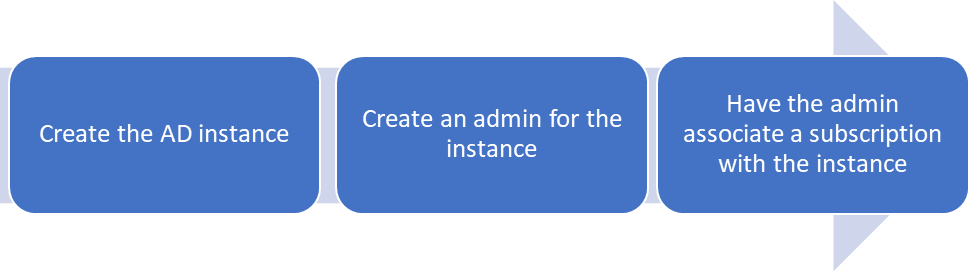 Create the AD instance
Create an admin for the
instance
Have the admin
associate a subscription
with the instance